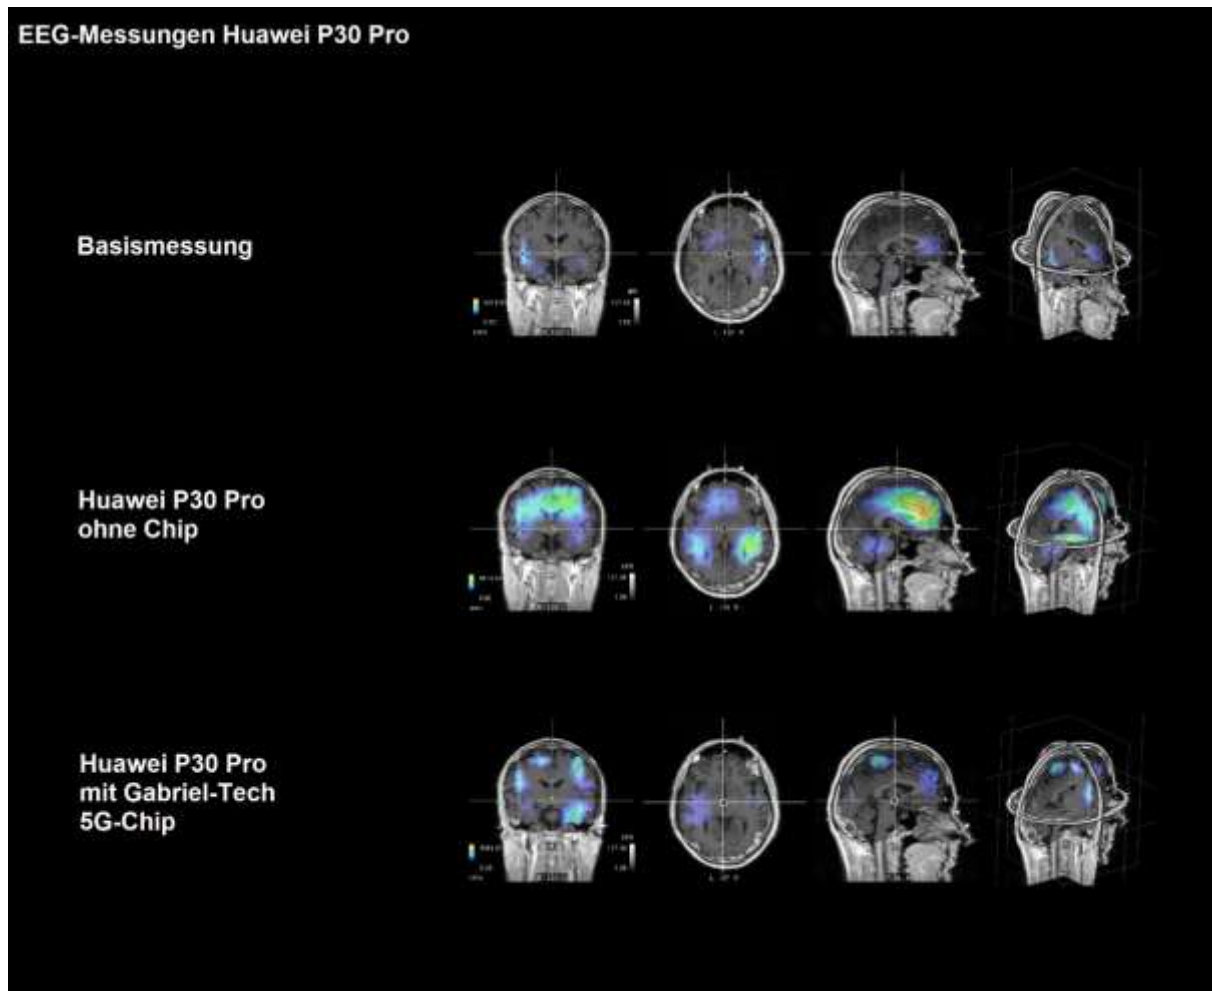 EEG-Messungen Huawei P30 Pro
Basismessung
Huawei P30 Pro
ohne Chip
Huawei P30 Pro
mit Gabriel-Tech
5G-Chip